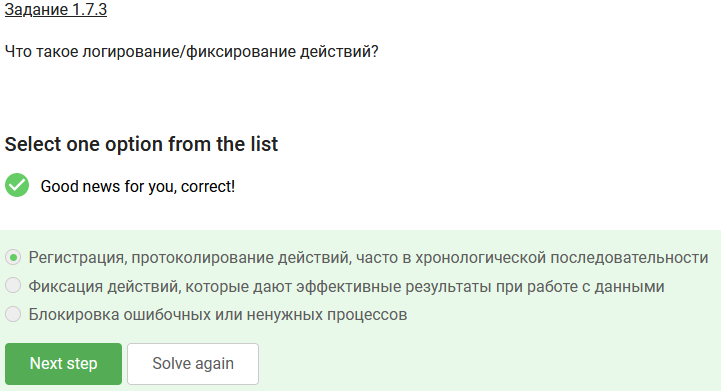 Задание 1.7.3
Что такое логирование/фиксирование действий?
Select one option from the list
Good news for you, correct!
Регистрация, протоколирование действий, часто в хронологической последовательности
Фиксация действий, которые дают эффективные результаты при работе с данными
Блокировка ошибочных или ненужных процессов
Next step Solve again